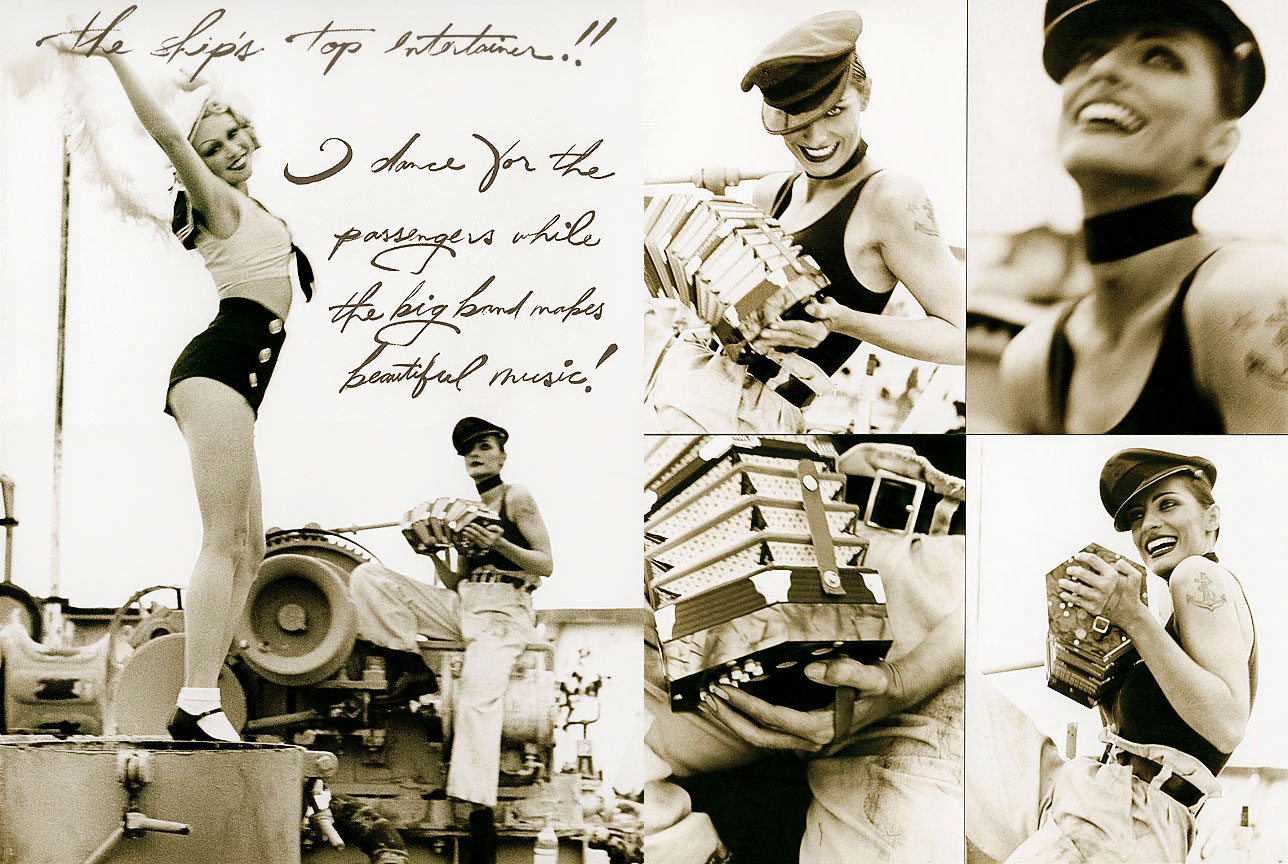 the ship's top entertainer!!
I dance for the
passengers while
the big band makes
beautiful music!